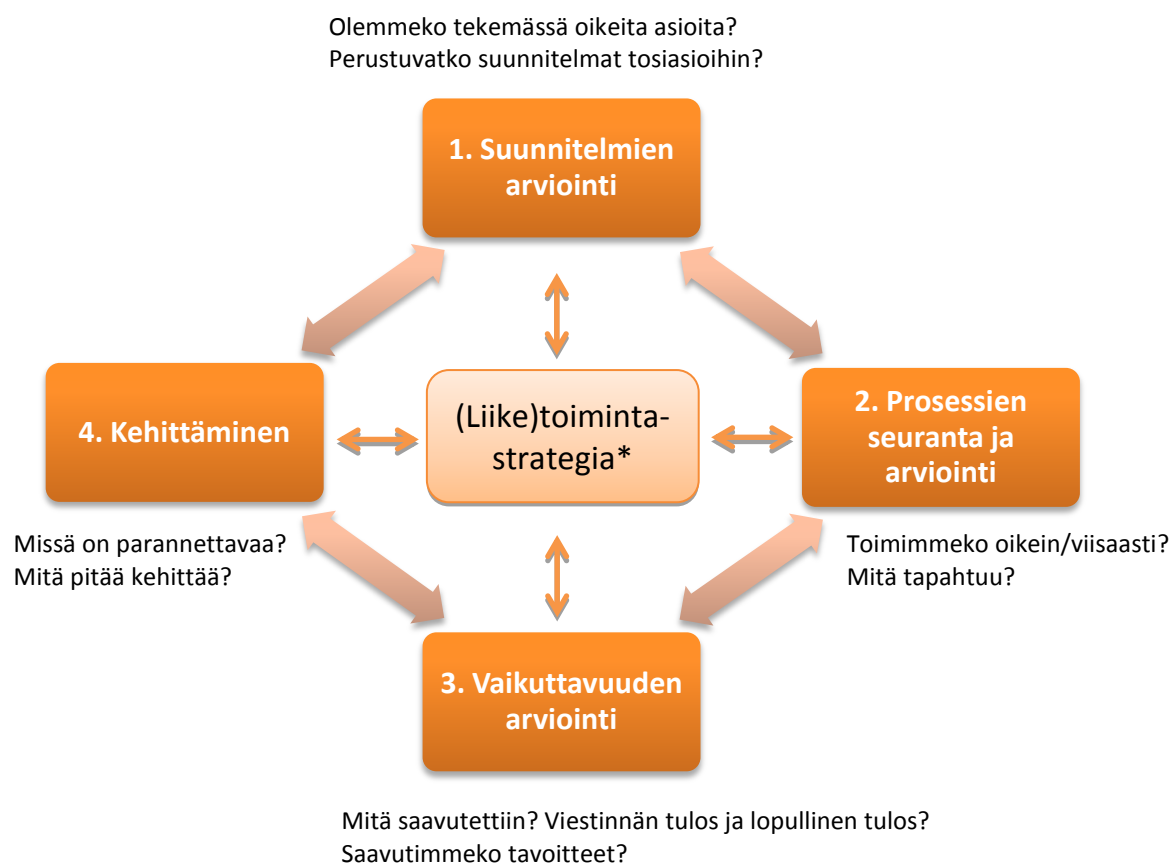 Olemmeko tekemässä oikeita asioita?
Perustuvatko suunnitelmat tosiasioihin?
1. Suunnitelmien
arviointi
4. Kehittäminen
(Liike)toiminta-
strategia*
2. Prosessien
seuranta ja
arviointi
Missä on parannettavaa?
Mitä pitää kehittää?
Toimimmeko oikein/viisaasti?
Mitä tapahtuu?
3. Vaikuttavuuden
arviointi
Mitä saavutettiin? Viestinnän tulos ja lopullinen tulos?
Saavutimmeko tavoitteet?